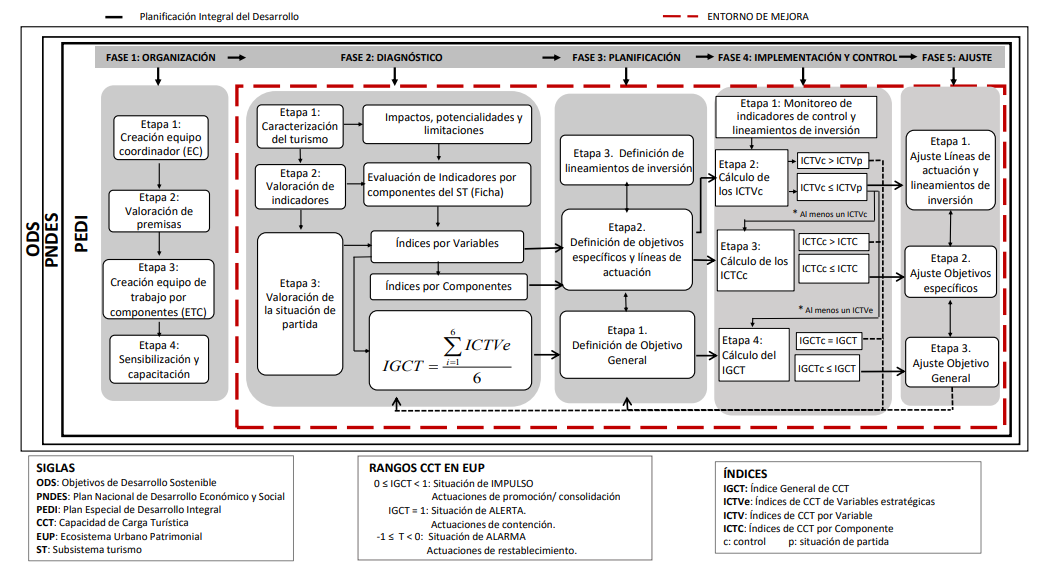 Planificación Integral del Desarrollo
ENTORNO DE MEJORA
ODS
PNDES
PEDI
FASE 1: ORGANIZACIÓN
FASE 2: DIAGNÓSTICO
FASE 3: PLANIFICACIÓN
FASE 4: IMPLEMENTACIÓN Y CONTROL
FASE 5: AJUSTE
Etapa 1:
Creación equipo
coordinador (EC)
Etapa 2:
Valoración de
premisas
Etapa 3:
Creación equipo de
trabajo por
componentes (ETC)
Etapa 4:
Sensibilización y
capacitación
Etapa 1:
Caracterización
del turismo
Etapa 2:
Valoración de
indicadores
Etapa 3:
Valoración de
la situación de
partida
Impactos, potencialidades y
limitaciones
Evaluación de Indicadores por
componentes del ST (Ficha)
Índices por Variables
Índices por Componentes
IGCT = 6 ∑ i=1 ICTVe
6
Etapa 3. Definición de
lineamientos de inversión
Etapa2.
Definición de objetivos
específicos y líneas de
actuación
Etapa 1.
Definición de Objetivo
General
Etapa 1: Monitoreo de
indicadores de control y
lineamientos de inversión
Etapa 2:
Cálculo de
los ICTVc
ICTVc > ICTVp
ICTVc ≤ ICTVp
* Al menos un ICTVc
Etapa 3:
Cálculo de los
ICTCc
ICTCc > ICTC
ICTCc ≤ ICTC
* Al menos un ICTVe
Etapa 4:
Cálculo del
IGCT
IGCTc = IGCT
IGCTc ≤ IGCT
Etapa 1.
Ajuste Líneas de
actuación y
lineamientos de
inversión
Etapa 2.
Ajuste Objetivos
específicos
Etapa 3.
Ajuste Objetivo
General
SIGLAS
ODS: Objetivos de Desarrollo Sostenible
PNDES: Plan Nacional de Desarrollo Económico y Social
PEDI: Plan Especial de Desarrollo Integral
CCT: Capacidad de Carga Turística
EUP: Ecosistema Urbano Patrimonial
ST: Subsistema turismo
RANGOS CCT EN EUP
0 ≤ IGCT < 1: Situación de IMPULSO
Actuaciones de promoción/ consolidación
IGCT = 1: Situación de ALERTA.
Actuaciones de contención.
-1 ≤ T < 0: Situación de ALARMA
Actuaciones de restablecimiento.
ÍNDICES
IGCT: Índice General de CCT
ICTVe: Índices de CCT de Variables estratégicas
ICTV: Índices de CCT por Variable
ICTC: Índices de CCT por Componente
c: control p: situación de partida